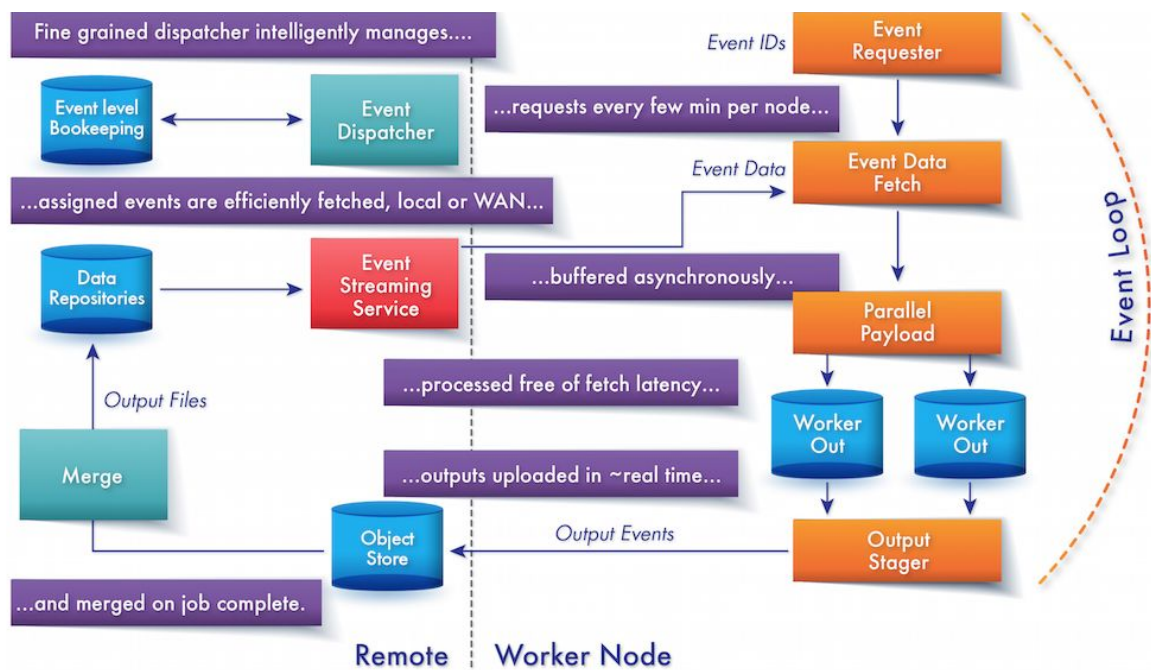 Fine grained dispatcher intelligently manages....
Event IDs
Event
Requester
Event level
Bookeeping
Event
Dispatcher
...requests every few min per node...
Event Data
Event Data
Fetch
...assigned events are efficiently fetched, local or WAN...
Data
Repositories
Event
Streaming
Service
...buffered asynchronously...
Parallel
Payload
Event Loop
...processed free of fetch latency...
Output Files
Worker
Out
Worker
Out
Merge
...outputs uploaded in ~real time...
Object
Store
Output Events
Output
Stager
...and merged on job complete.
Remote
Worker Node